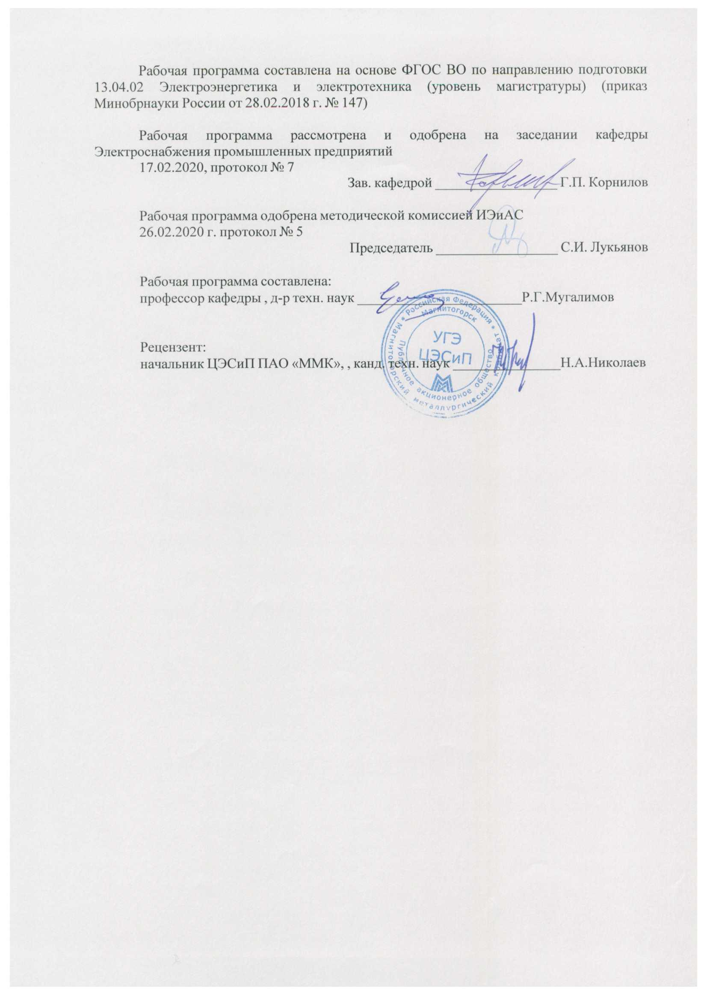 Рабочая программа составлена на основе ФГОС ВО по направлению подготовки
13.04.02 Электроэнергетика и электротехника (уровень магистратуры) (приказ
Минобрнауки России от 28.02.2018 г. № 147)
Рабочая программа рассмотрена и одобрена на заседании кафедры
Электроснабжения промышленных предприятий
17.02.2020, протокол № 7
Зав. кафедрой ____________________Г.П. Корнилов
Рабочая программа одобрена методической комиссией ИЭиАС
26.02.2020 г. протокол № 5
Председатель ____________________ С.И. Лукьянов
Рабочая программа составлена:
профессор кафедры , д-р техн. наук ___________________________Р.Г.Мугалимов
Рецензент:
начальник ЦЭСиП ПАО «ММК», , канд. техн. наук __________________Н.А.Николаев
* Российская Федерация *
Магнитогорск
Магнитогорский металлургический комбинат
Публичное акционерное общество
УГЭ
ЦЭСиП